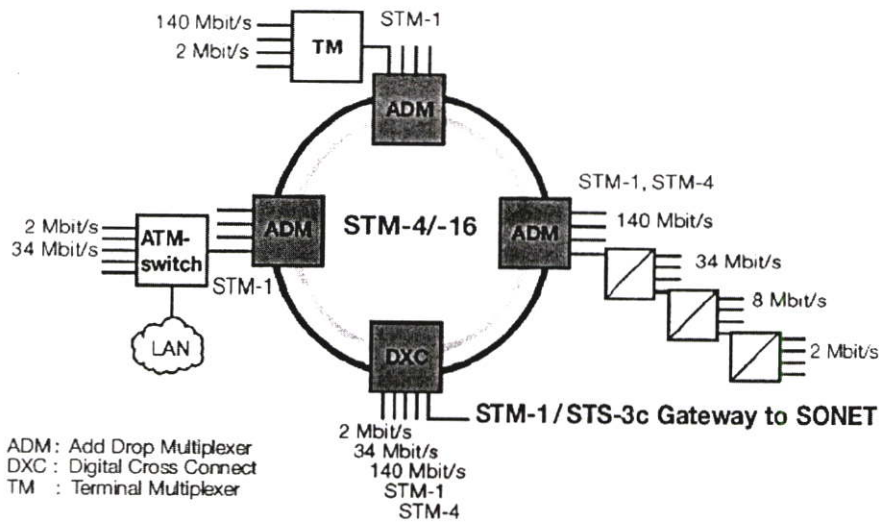 140 Mbit/s
2 Mbit/s
TM
STM-1
ADM
STM-1, STM-4
140 Mbit/s
ADM
STM-4/-16
ADM
2 Mbit/s
34 Mbit/s
ATM-
switch
STM-1
LAN
34 Mbit/s
8 Mbit/s
2 Mbit/s
DXC
STM-1/STS-3c Gateway to SONET
2 Mbit/s
34 Mbit/s
140 Mbit/s
STM-1
STM-4
ADM : Add Drop Multiplexer
DXC : Digital Cross Connect
TM : Terminal Multiplexer